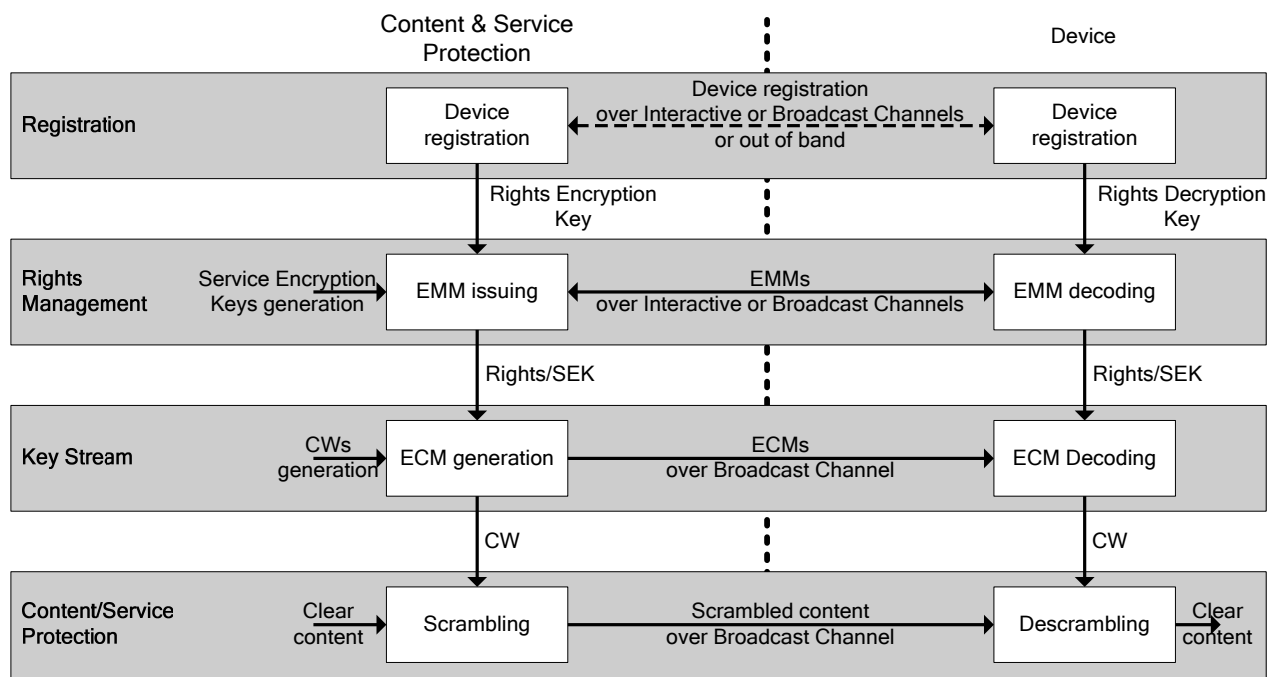 Content & Service
Protection
Device
Registration
Device
registration
Device registration
over Interactive or Broadcast Channels
or out of band
Device
registration
Rights Encryption
Key
Rights Decryption
Key
Rights
Management
Service Encryption
Keys generation
EMM issuing
EMMs
over Interactive or Broadcast Channels
EMM decoding
Rights/SEK
Rights/SEK
Key Stream
CWs
generation
ECM generation
ECMs
over Broadcast Channel
ECM Decoding
CW
CW
Content/Service
Protection
Clear
content
Scrambling
Scrambled content
over Broadcast Channel
Descrambling
Clear
content